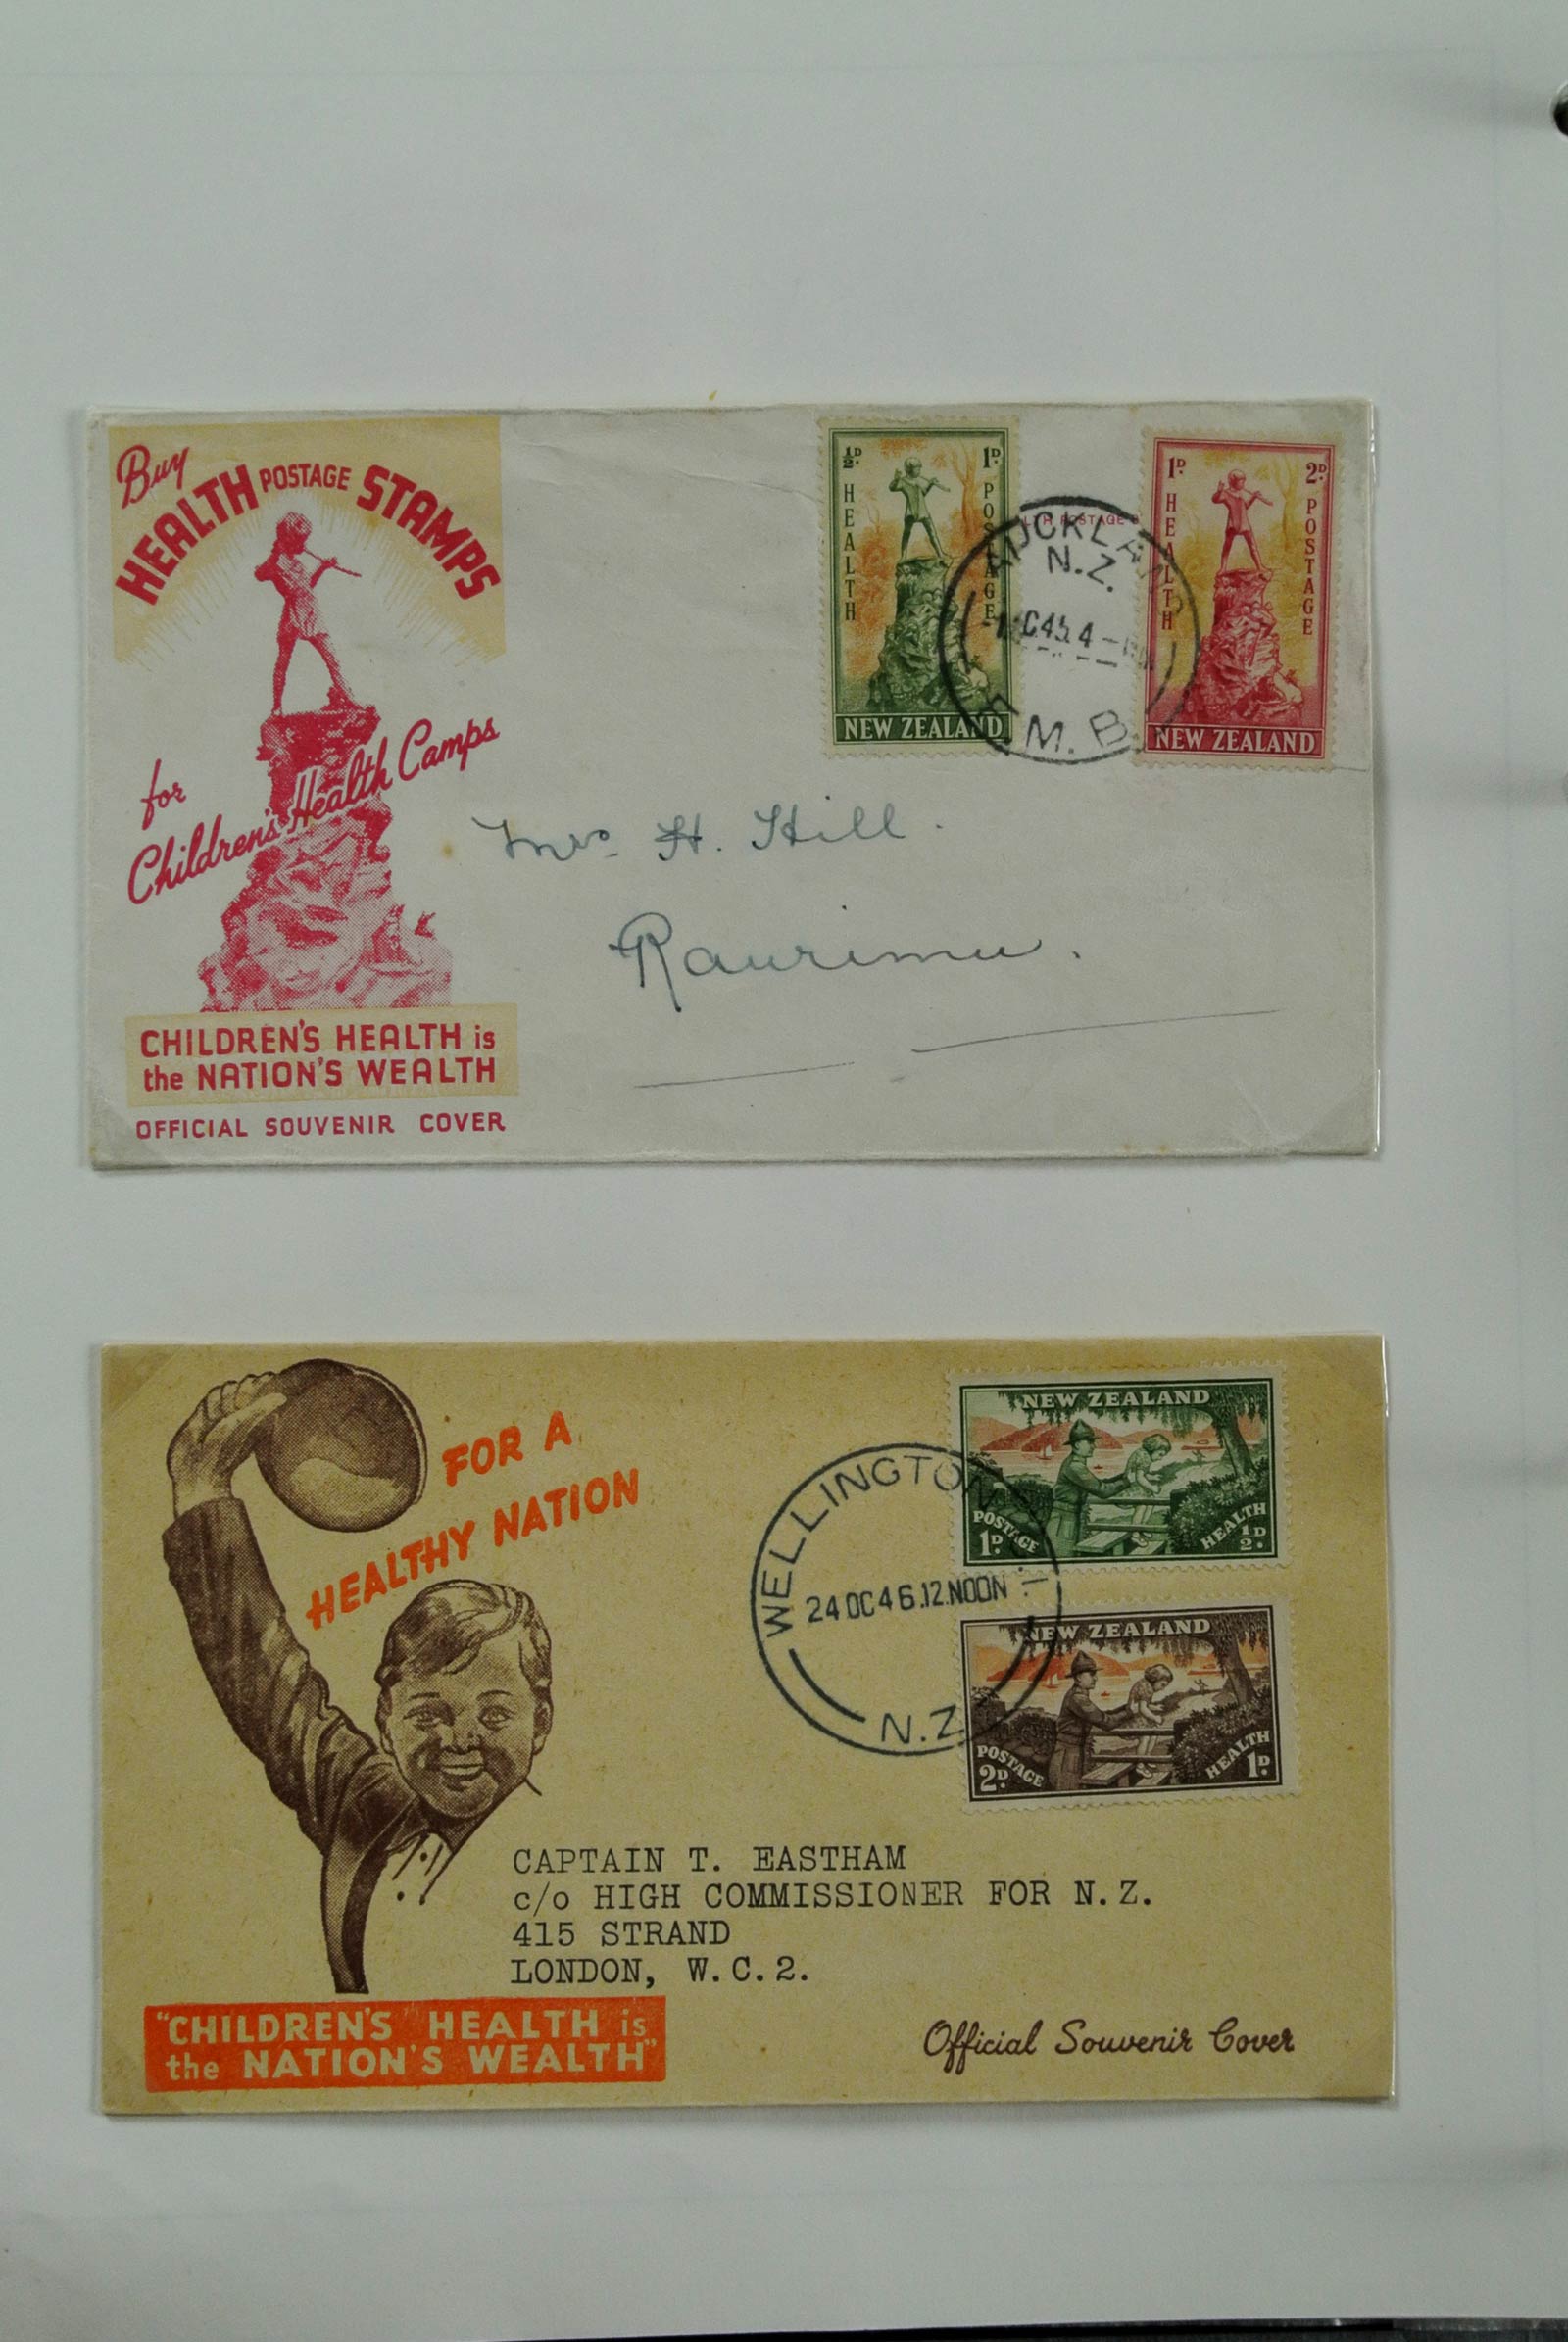 Buy
HEALTH POSTAGE STAMPS
for
Children's Health Camps
CHILDREN'S HEALTH is
the NATION'S WEALTH
OFFICIAL SOUVENIR COVER
½D. 1D.
HEALTH POSTAGE
NEW ZEALAND
1D. 2D.
HEALTH POSTAGE
NEW ZEALAND
AUCKLAND
N.Z.
C45.4
M.B.
Mrs. H. Hill.
Raurimu.
FOR A
HEALTHY NATION
NEW ZEALAND
POSTAGE HEALTH
1D. ½D.
WELLINGTON
24 OC 46.12.NOON
N.Z.
NEW ZEALAND
POSTAGE HEALTH
2D. 1D.
CAPTAIN T. EASTHAM
c/o HIGH COMMISSIONER FOR N.Z.
415 STRAND
LONDON, W.C.2.
"CHILDREN'S HEALTH is
the NATION'S WEALTH"
Official Souvenir Cover